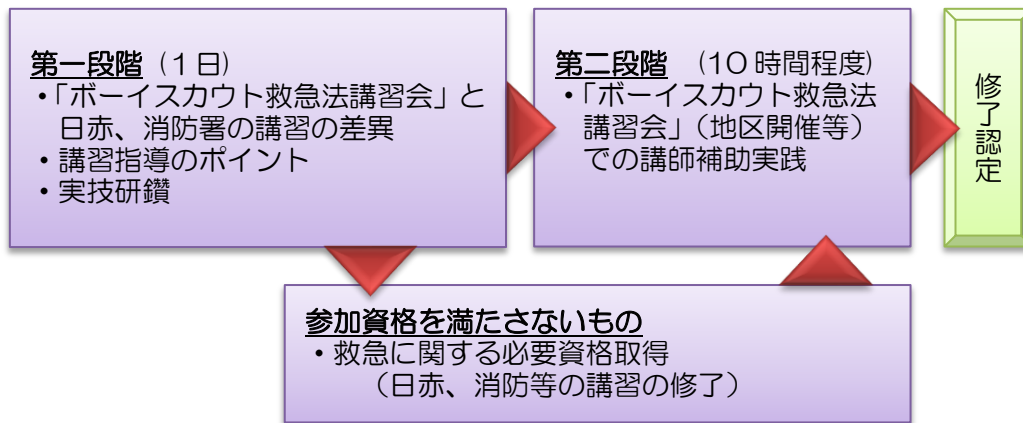 第一段階（1日）
・「ボーイスカウト救急法講習会」と
日赤、消防署の講習の差異
・講習指導のポイント
・実技研鑽
第二段階　（10時間程度）
・「ボーイスカウト救急法
講習会」（地区開催等）
での講師補助実践
修了認定
参加資格を満たさないもの
・救急に関する必要資格取得
（日赤、消防等の講習の修了）